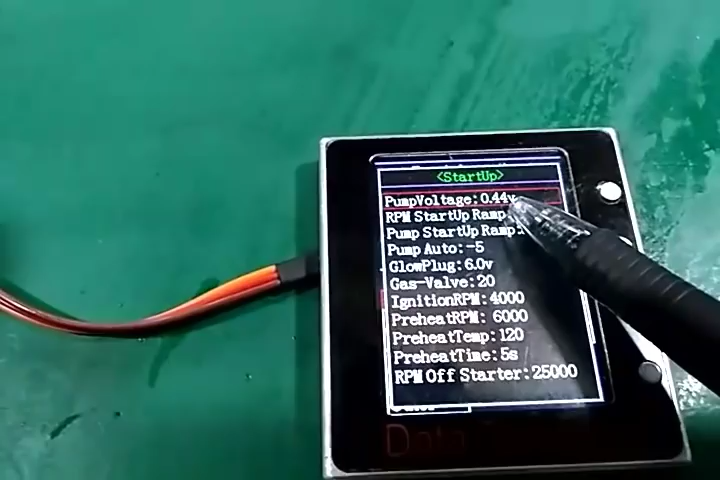 <StartUp>
PumpVoltage: 0.44v
RPM StartUp Ramp
Pump StartUp Ramp:
Pump Auto: -5
GlowPlug: 6.0v
Gas-Valve: 20
IgnitionRPM: 4000
PreheatRPM: 6000
PreheatTemp: 120
PreheatTime: 5s
RPM Off Starter: 25000
Data